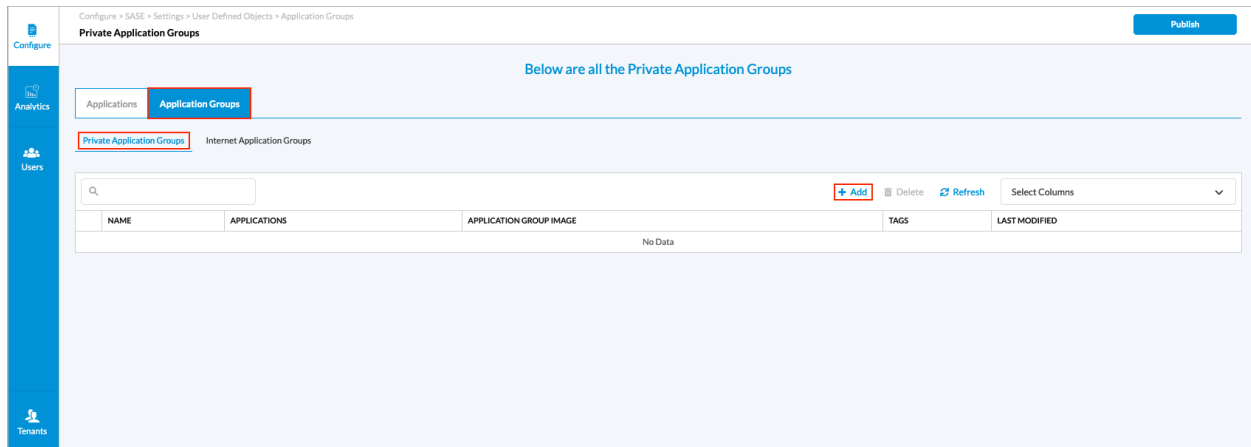 Configure > SASE > Settings > User Defined Objects > Application Groups
Private Application Groups
Publish
Configure
Analytics
Users
Tenants
Below are all the Private Application Groups
Applications
Application Groups
Private Application Groups
Internet Application Groups
+ Add
Delete
Refresh
Select Columns
NAME
APPLICATIONS
APPLICATION GROUP IMAGE
TAGS
LAST MODIFIED
No Data